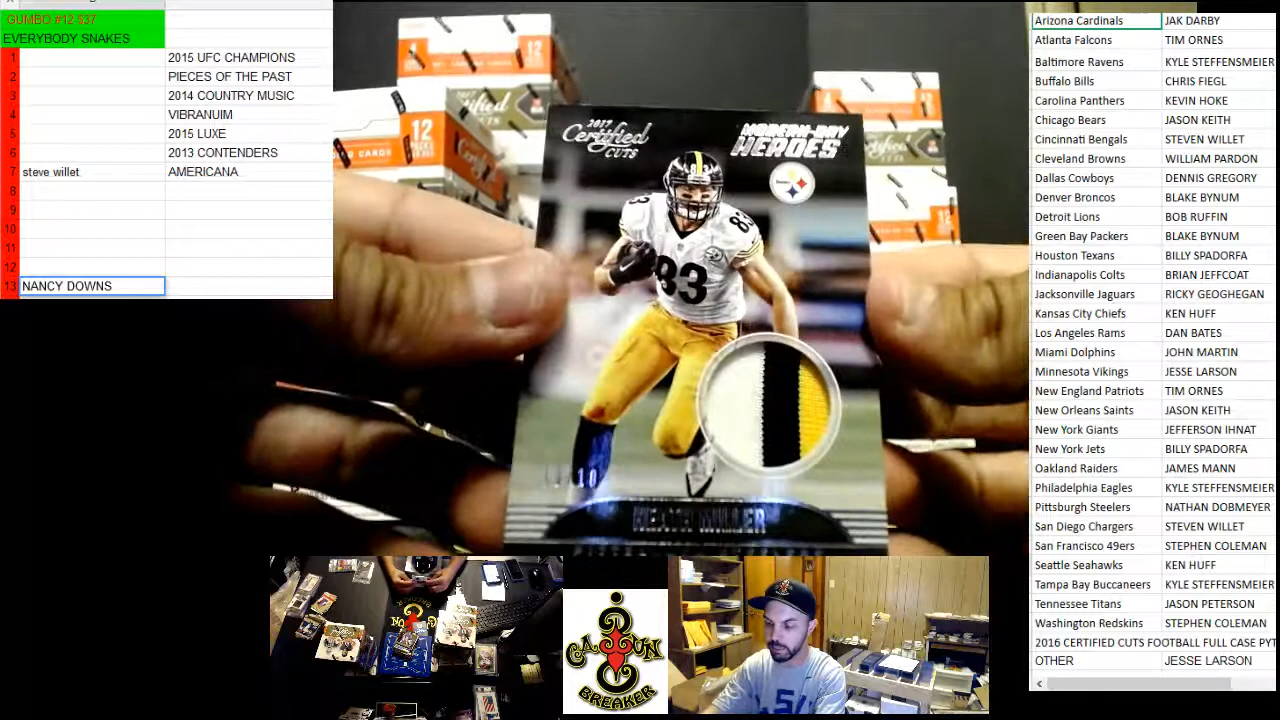 GUMBO #12 $37
EVERYBODY SNAKES
1 2015 UFC CHAMPIONS
2 PIECES OF THE PAST
3 2014 COUNTRY MUSIC
4 VIBRANUIM
5 2015 LUXE
6 2013 CONTENDERS
7 steve willet AMERICANA
8
9
10
11
12
13 NANCY DOWNS
12
12
2017 Certified CUTS
MODERN-DAY HEROES
83
83
83
HEATH MILLER
CAJUN
BREAKER
Arizona Cardinals JAK DARBY
Atlanta Falcons TIM ORNES
Baltimore Ravens KYLE STEFFENSMEIER
Buffalo Bills CHRIS FIEGL
Carolina Panthers KEVIN HOKE
Chicago Bears JASON KEITH
Cincinnati Bengals STEVEN WILLET
Cleveland Browns WILLIAM PARDON
Dallas Cowboys DENNIS GREGORY
Denver Broncos BLAKE BYNUM
Detroit Lions BOB RUFFIN
Green Bay Packers BLAKE BYNUM
Houston Texans BILLY SPADORFA
Indianapolis Colts BRIAN JEFFCOAT
Jacksonville Jaguars RICKY GEOGHEGAN
Kansas City Chiefs KEN HUFF
Los Angeles Rams DAN BATES
Miami Dolphins JOHN MARTIN
Minnesota Vikings JESSE LARSON
New England Patriots TIM ORNES
New Orleans Saints JASON KEITH
New York Giants JEFFERSON IHNAT
New York Jets BILLY SPADORFA
Oakland Raiders JAMES MANN
Philadelphia Eagles KYLE STEFFENSMEIER
Pittsburgh Steelers NATHAN DOBMEYER
San Diego Chargers STEVEN WILLET
San Francisco 49ers STEPHEN COLEMAN
Seattle Seahawks KEN HUFF
Tampa Bay Buccaneers KYLE STEFFENSMEIER
Tennessee Titans JASON PETERSON
Washington Redskins STEPHEN COLEMAN
2016 CERTIFIED CUTS FOOTBALL FULL CASE PYT
OTHER JESSE LARSON